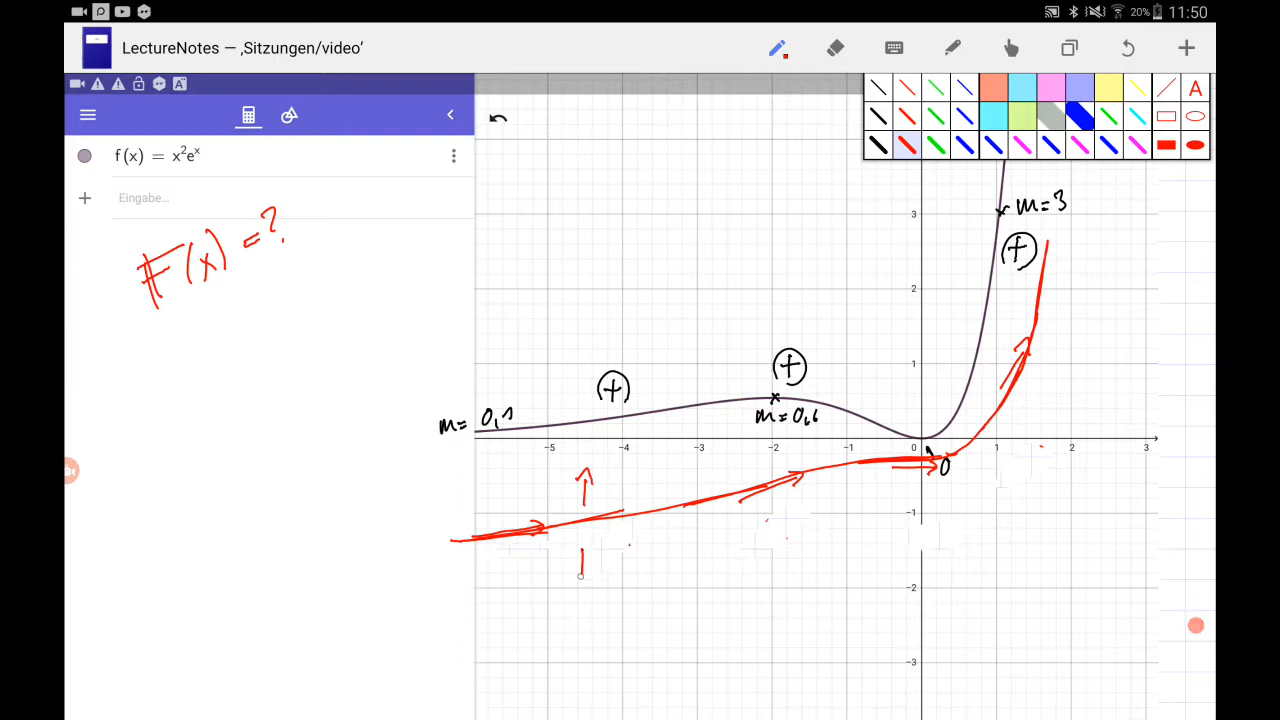 20% 11:50
LectureNotes — ‚Sitzungen/video‘
f(x) = x²eˣ
Eingabe...
F(x) = ?
A
3
m = 3
+
2
1
+
+
m = 0,1
m = 0,6
-5 -4 -3 -2 -1 0 1 2 3
0
-1
-2
-3